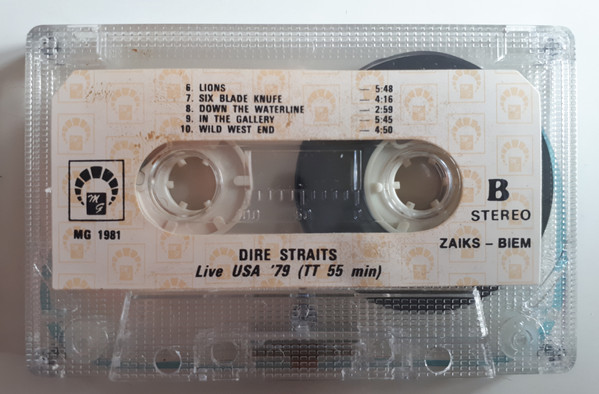 6. LIONS — 5:48
7. SIX BLADE KNUFE — 4:16
8. DOWN THE WATERLINE — 2:59
9. IN THE GALLERY — 5:45
10. WILD WEST END — 4:50
MG
B
STEREO
MG 1981
ZAIKS – BIEM
DIRE STRAITS
Live USA '79 (TT 55 min)